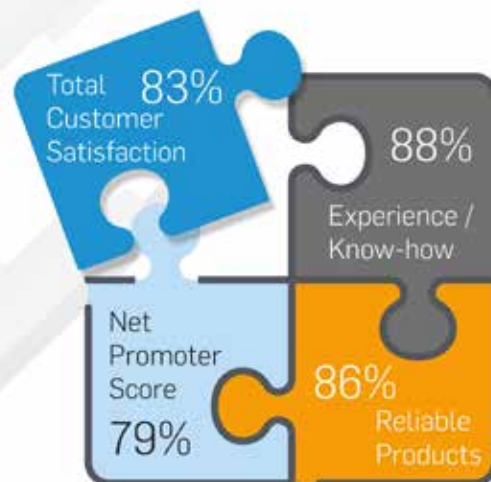 Total 83%
Customer
Satisfaction
88%
Experience /
Know-how
Net
Promoter
Score
79%
86%
Reliable
Products